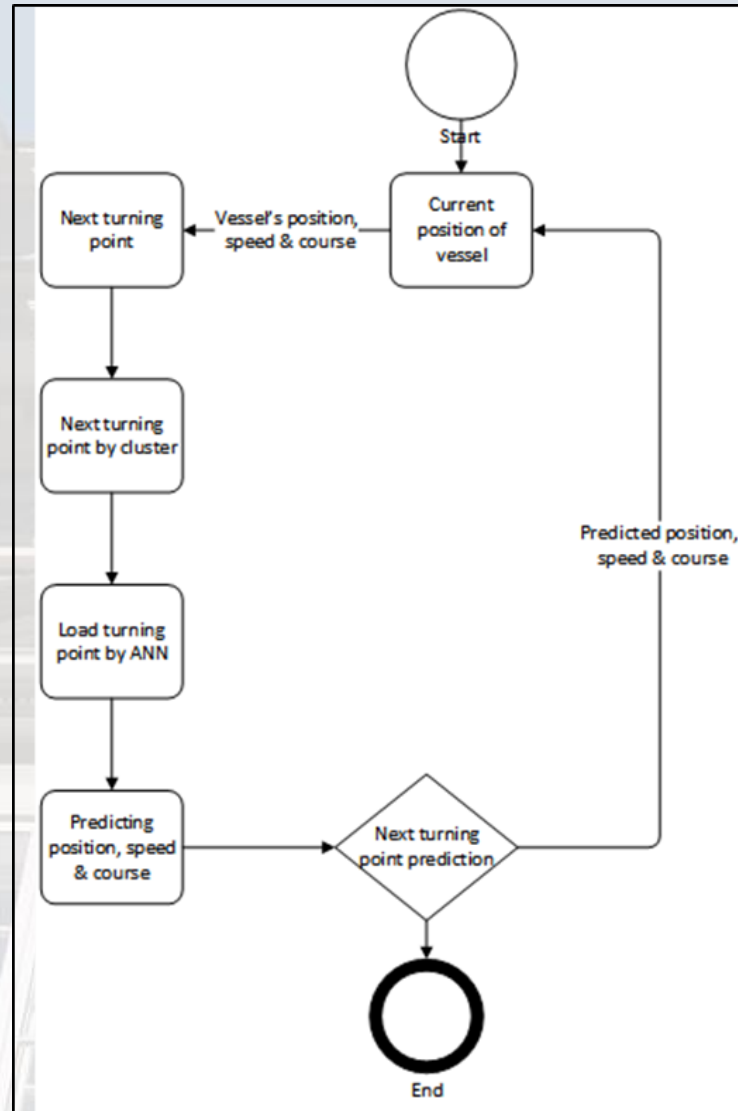 Start
Current
position of
vessel
Vessel's position,
speed & course
Next turning
point
Next turning
point by cluster
Load turning
point by ANN
Predicting
position, speed
& course
Next turning
point prediction
Predicted position,
speed & course
End